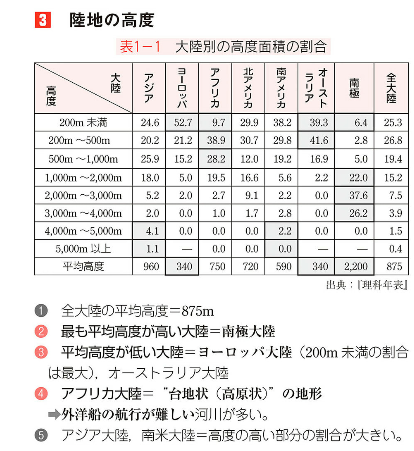 3 陸地の高度
表1－1 大陸別の高度面積の割合
高度 大陸 アジア ヨーロッパ アフリカ 北アメリカ 南アメリカ オーストラリア 南極 全大陸
200m 未満 24.6 52.7 9.7 29.9 38.2 39.3 6.4 25.3
200m ～500m 20.2 21.2 38.9 30.7 29.8 41.6 2.8 26.8
500m ～1,000m 25.9 15.2 28.2 12.0 19.2 16.9 5.0 19.4
1,000m ～2,000m 18.0 5.0 19.5 16.6 5.6 2.2 22.0 15.2
2,000m ～3,000m 5.2 2.0 2.7 9.1 2.2 0.0 37.6 7.5
3,000m ～4,000m 2.0 0.0 1.0 1.7 2.8 0.0 26.2 3.9
4,000m ～5,000m 4.1 0.0 0.0 0.0 2.2 0.0 0.0 1.5
5,000m 以上 1.1 — 0.0 0.0 0.0 — — 0.4
平均高度 960 340 750 720 590 340 2,200 875
出典：『理科年表』
❶ 全大陸の平均高度＝875m
❷ 最も平均高度が高い大陸＝南極大陸
❸ 平均高度が低い大陸＝ヨーロッパ大陸（200m 未満の割合
は最大），オーストラリア大陸
❹ アフリカ大陸＝“台地状（高原状）”の地形
➡外洋船の航行が難しい河川が多い。
❺ アジア大陸，南米大陸＝高度の高い部分の割合が大きい。